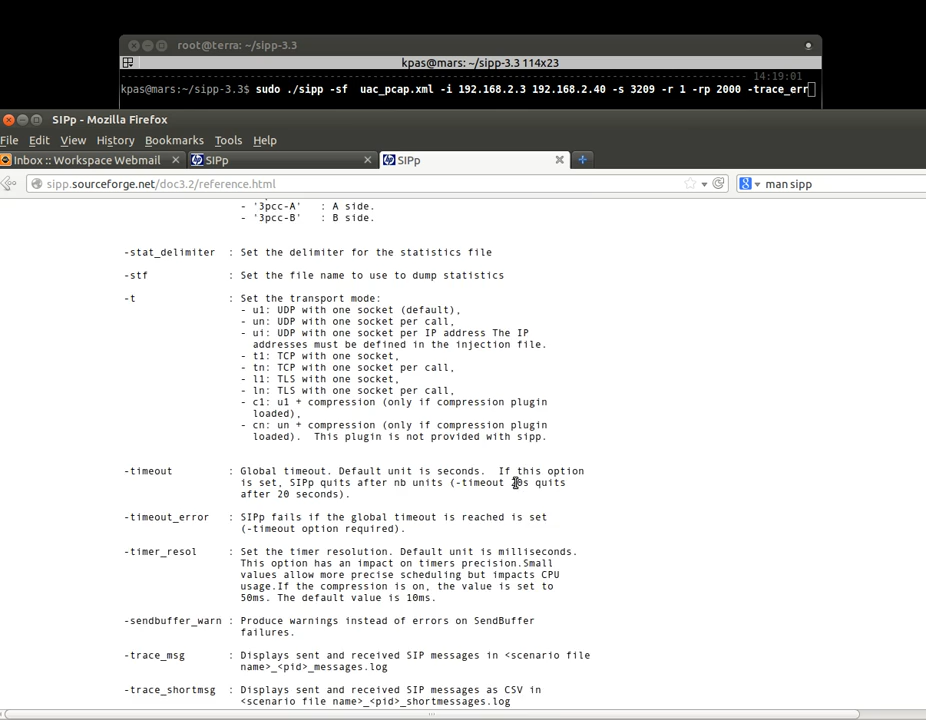 root@terra: ~/sipp-3.3
kpas@mars: ~/sipp-3.3 114x23
14:19:01
kpas@mars:~/sipp-3.3$ sudo ./sipp -sf  uac_pcap.xml -i 192.168.2.3 192.168.2.40 -s 3209 -r 1 -rp 2000 -trace_err
SIPp - Mozilla Firefox
File Edit View History Bookmarks Tools Help
Inbox :: Workspace Webmail
SIPp
SIPp
sipp.sourceforge.net/doc3.2/reference.html
man sipp
- '3pcc-A'   : A side.
- '3pcc-B'   : B side.
-stat_delimiter  : Set the delimiter for the statistics file
-stf             : Set the file name to use to dump statistics
-t               : Set the transport mode:
- u1: UDP with one socket (default),
- un: UDP with one socket per call,
- ui: UDP with one socket per IP address The IP
addresses must be defined in the injection file.
- t1: TCP with one socket,
- tn: TCP with one socket per call,
- l1: TLS with one socket,
- ln: TLS with one socket per call,
- c1: u1 + compression (only if compression plugin
loaded),
- cn: un + compression (only if compression plugin
loaded).  This plugin is not provided with sipp.
-timeout         : Global timeout. Default unit is seconds.  If this option
is set, SIPp quits after nb units (-timeout 20s quits
after 20 seconds).
-timeout_error   : SIPp fails if the global timeout is reached is set
(-timeout option required).
-timer_resol     : Set the timer resolution. Default unit is milliseconds.
This option has an impact on timers precision.Small
values allow more precise scheduling but impacts CPU
usage.If the compression is on, the value is set to
50ms. The default value is 10ms.
-sendbuffer_warn : Produce warnings instead of errors on SendBuffer
failures.
-trace_msg       : Displays sent and received SIP messages in <scenario file
name>_<pid>_messages.log
-trace_shortmsg  : Displays sent and received SIP messages as CSV in
<scenario file name>_<pid>_shortmessages.log